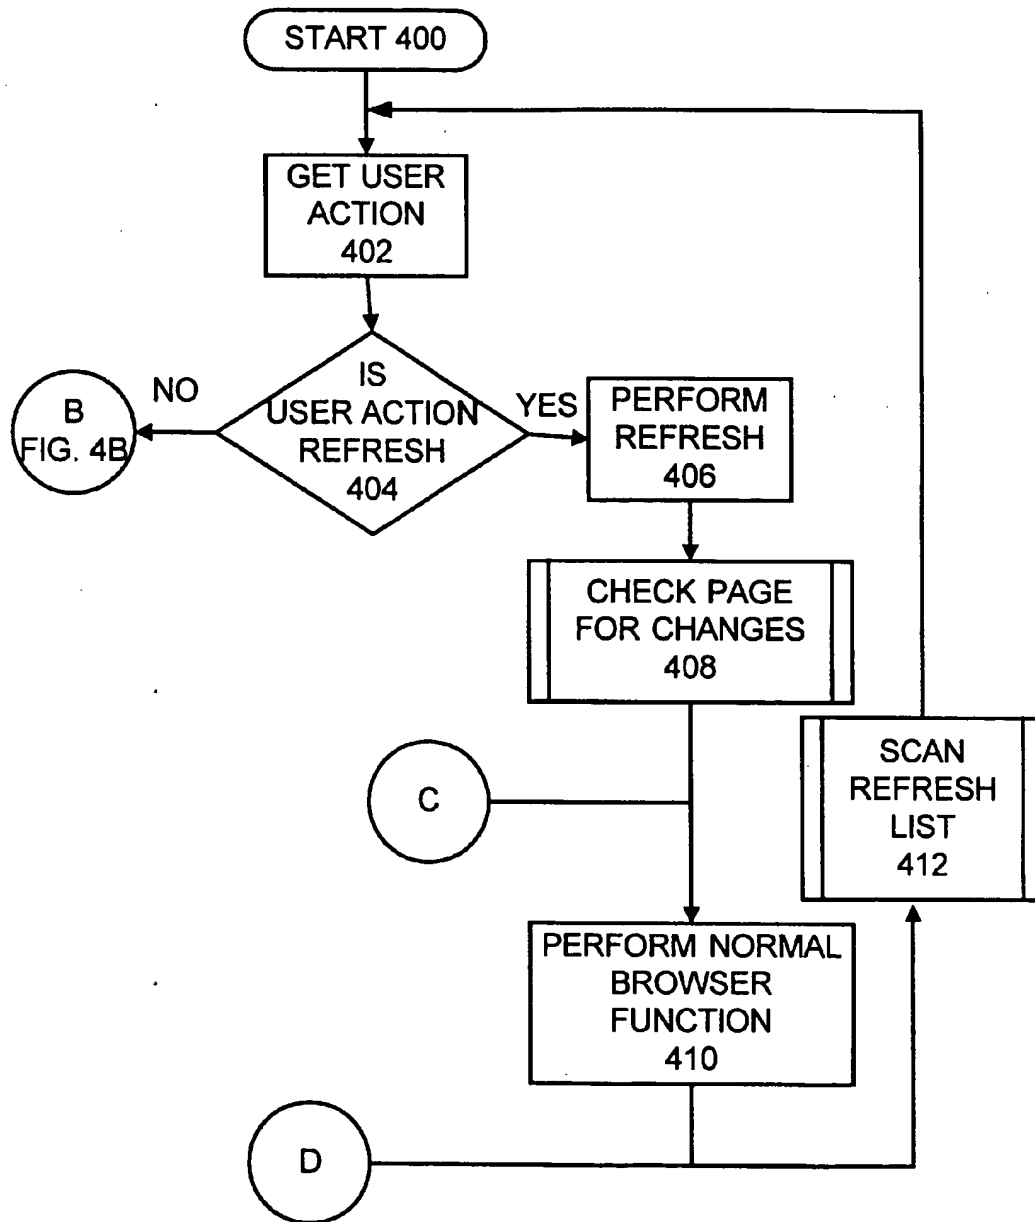 START 400
GET USER
ACTION
402
IS
USER ACTION
REFRESH
404
NO
B
FIG. 4B
YES
PERFORM
REFRESH
406
CHECK PAGE
FOR CHANGES
408
C
SCAN
REFRESH
LIST
412
PERFORM NORMAL
BROWSER
FUNCTION
410
D